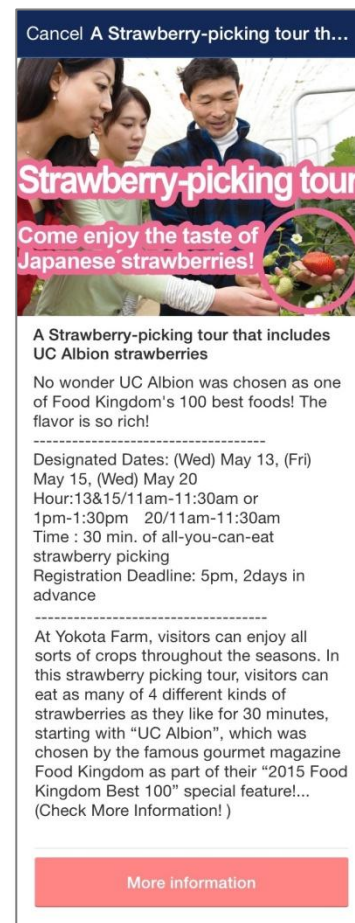 Cancel A Strawberry-picking tour th...
Strawberry-picking tour
Come enjoy the taste of
Japanese strawberries!
A Strawberry-picking tour that includes
UC Albion strawberries
No wonder UC Albion was chosen as one
of Food Kingdom's 100 best foods! The
flavor is so rich!
------------------------------------
Designated Dates: (Wed) May 13, (Fri)
May 15, (Wed) May 20
Hour:13&15/11am-11:30am or
1pm-1:30pm 20/11am-11:30am
Time : 30 min. of all-you-can-eat
strawberry picking
Registration Deadline: 5pm, 2days in
advance
------------------------------------
At Yokota Farm, visitors can enjoy all
sorts of crops throughout the seasons. In
this strawberry picking tour, visitors can
eat as many of 4 different kinds of
strawberries as they like for 30 minutes,
starting with “UC Albion”, which was
chosen by the famous gourmet magazine
Food Kingdom as part of their “2015 Food
Kingdom Best 100” special feature!...
(Check More Information! )
More information